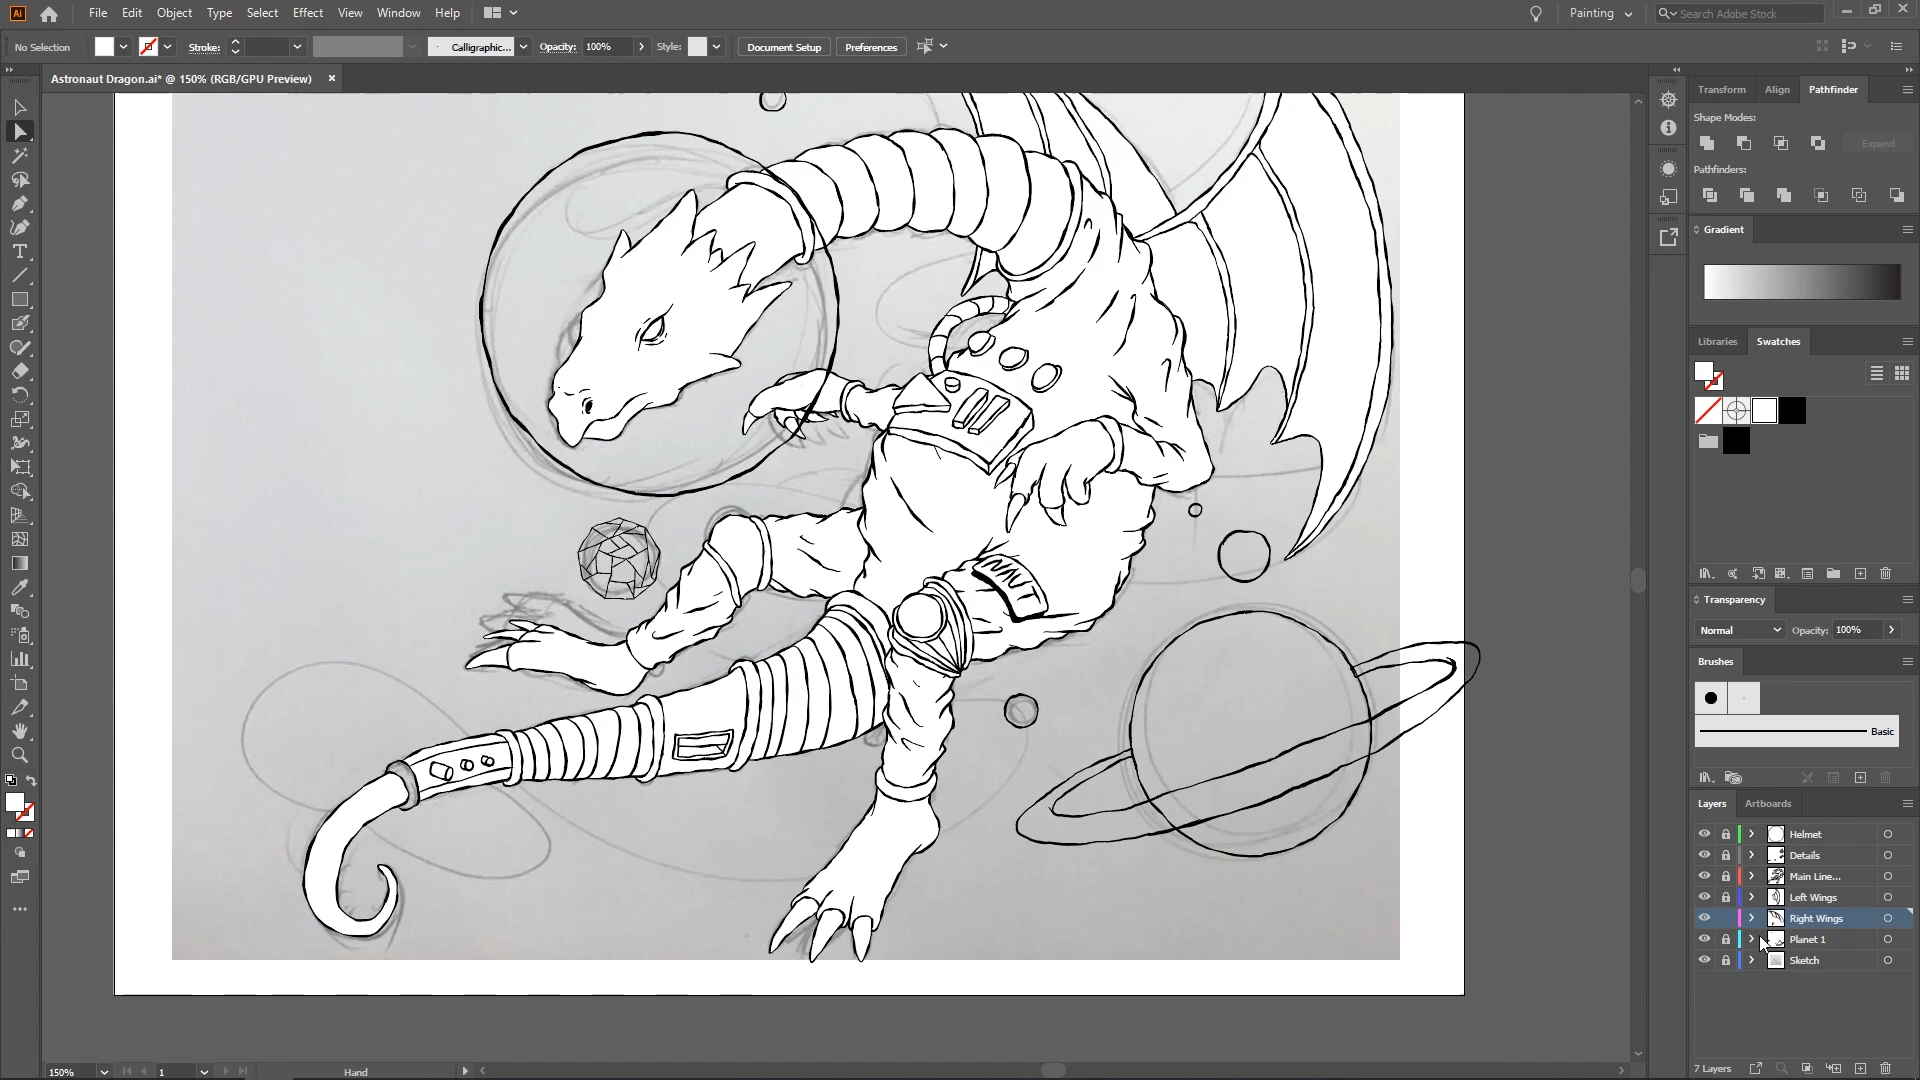 Ai File Edit Object Type Select Effect View Window Help Painting Search Adobe Stock
No Selection Stroke: Calligraphic... Opacity: 100% Style: Document Setup Preferences
Astronaut Dragon.ai* @ 150% (RGB/GPU Preview) ×
Transform Align Pathfinder
Shape Modes:
Expand
Pathfinders:
Gradient
Libraries Swatches
Transparency
Normal Opacity: 100%
Brushes
Basic
Layers Artboards
Helmet
Details
Main Line...
Left Wings
Right Wings
Planet 1
Sketch
7 Layers
150% 1 Hand